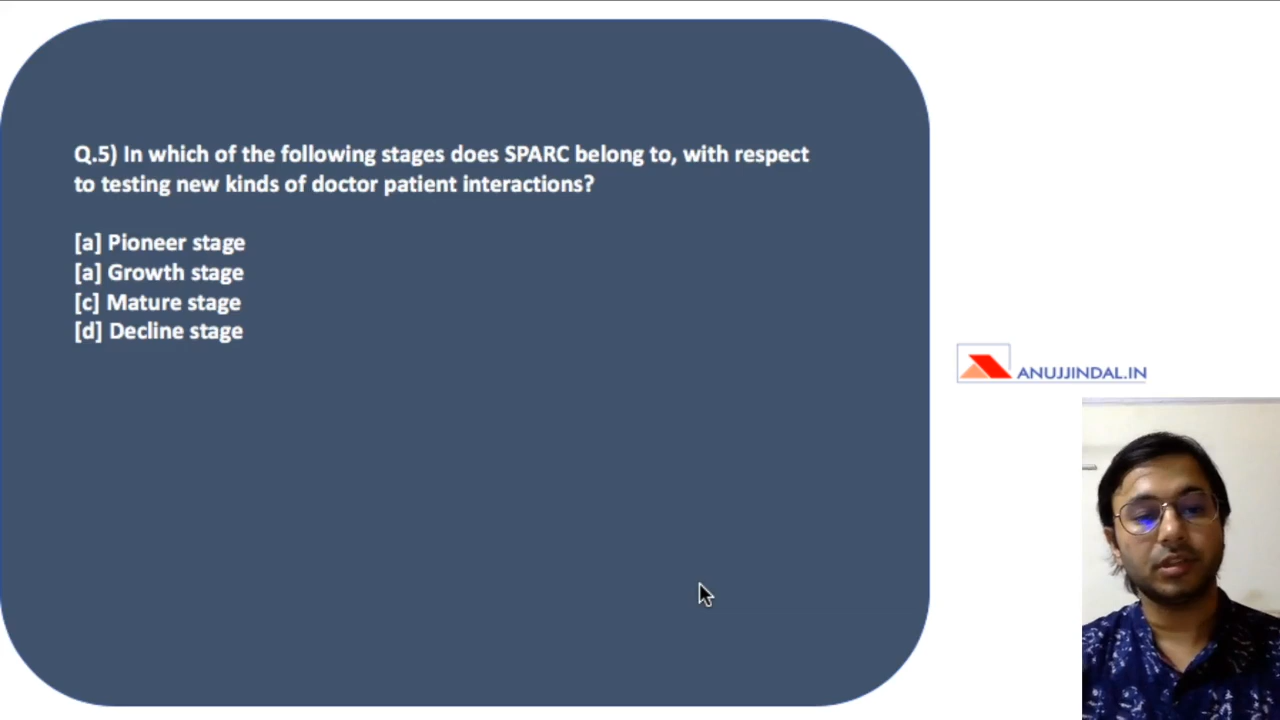 Q.5) In which of the following stages does SPARC belong to, with respect
to testing new kinds of doctor patient interactions?
[a] Pioneer stage
[a] Growth stage
[c] Mature stage
[d] Decline stage
ANUJJINDAL.IN